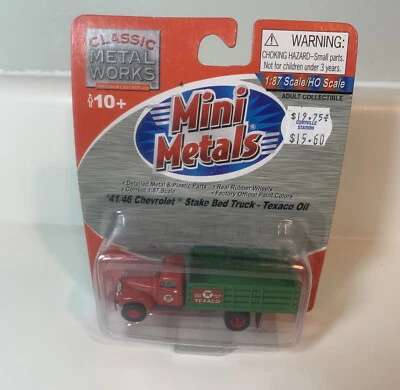 CLASSIC
METAL
WORKS
10+
WARNING:
CHOKING HAZARD-Small parts.
Not for children under 3 years.
1:87 Scale/HO Scale
ADULT COLLECTIBLE
Mini
Metals®
$19.75
STATION
$15.60
• Detailed Metal & Plastic Parts • Real Rubber Wheels
• Correct 1:87 Scale • Factory Official Paint Colors
'41/46 Chevrolet® Stake Bed Truck - Texaco Oil
TEXACO